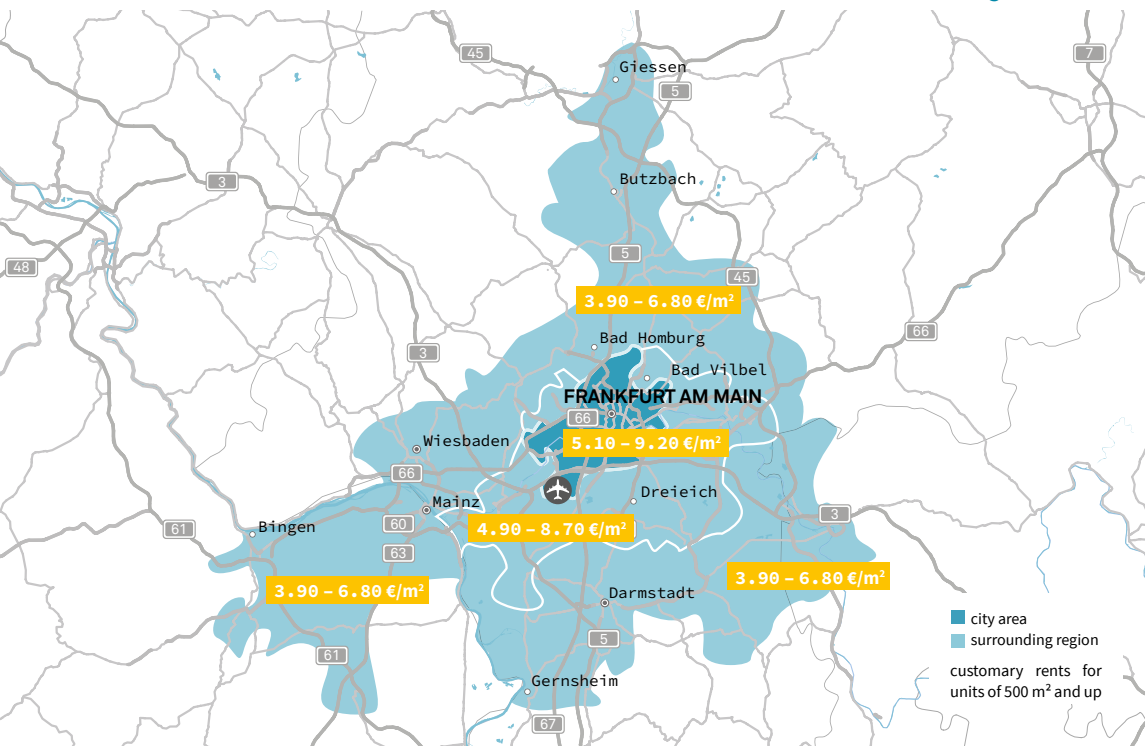 45
7
Giessen
5
3
Butzbach
5
48
45
3.90 – 6.80 €/m²
66
Bad Homburg
3
Bad Vilbel
FRANKFURT AM MAIN
66
Wiesbaden
5.10 – 9.20 €/m²
66
Dreieich
Mainz
3
60
4.90 – 8.70 €/m²
61
Bingen
63
3.90 – 6.80 €/m²
3.90 – 6.80 €/m²
Darmstadt
city area
5
surrounding region
61
customary rents for
units of 500 m² and up
Gernsheim
67